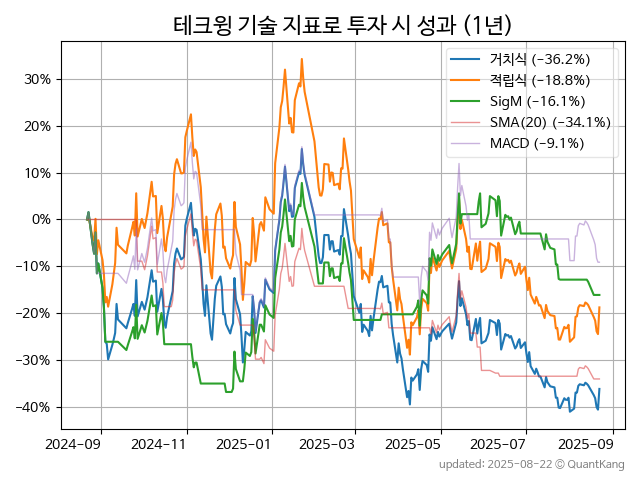 테크윙 기술 지표로 투자 시 성과 (1년)
거치식 (−36.2%)
적립식 (−18.8%)
SigM (−16.1%)
SMA(20) (−34.1%)
MACD (−9.1%)
30%
20%
10%
0%
−10%
−20%
−30%
−40%
2024-09 2024-11 2025-01 2025-03 2025-05 2025-07 2025-09
updated: 2025-08-22 © QuantKang